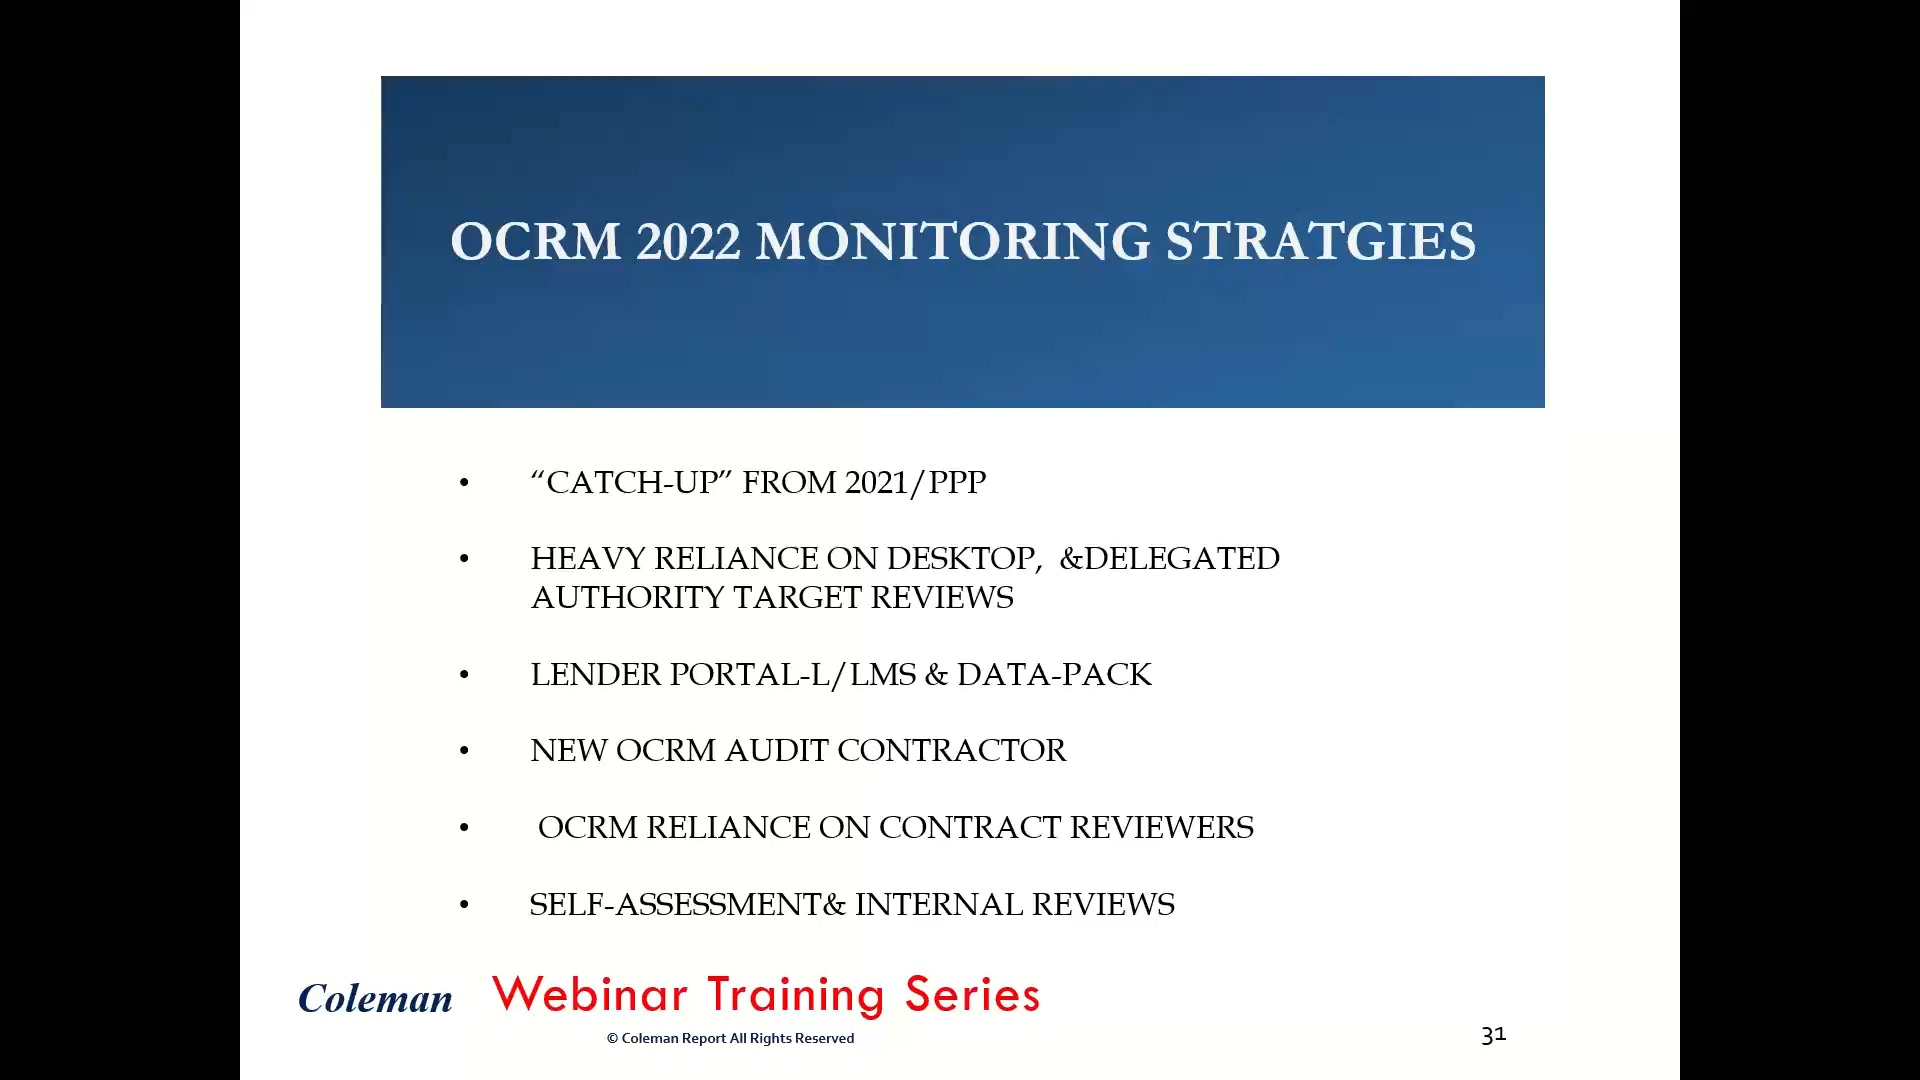 OCRM 2022 MONITORING STRATGIES
• “CATCH-UP” FROM 2021/PPP
• HEAVY RELIANCE ON DESKTOP, &DELEGATED
AUTHORITY TARGET REVIEWS
• LENDER PORTAL-L/LMS & DATA-PACK
• NEW OCRM AUDIT CONTRACTOR
• OCRM RELIANCE ON CONTRACT REVIEWERS
• SELF-ASSESSMENT& INTERNAL REVIEWS
Coleman Webinar Training Series
© Coleman Report All Rights Reserved
31